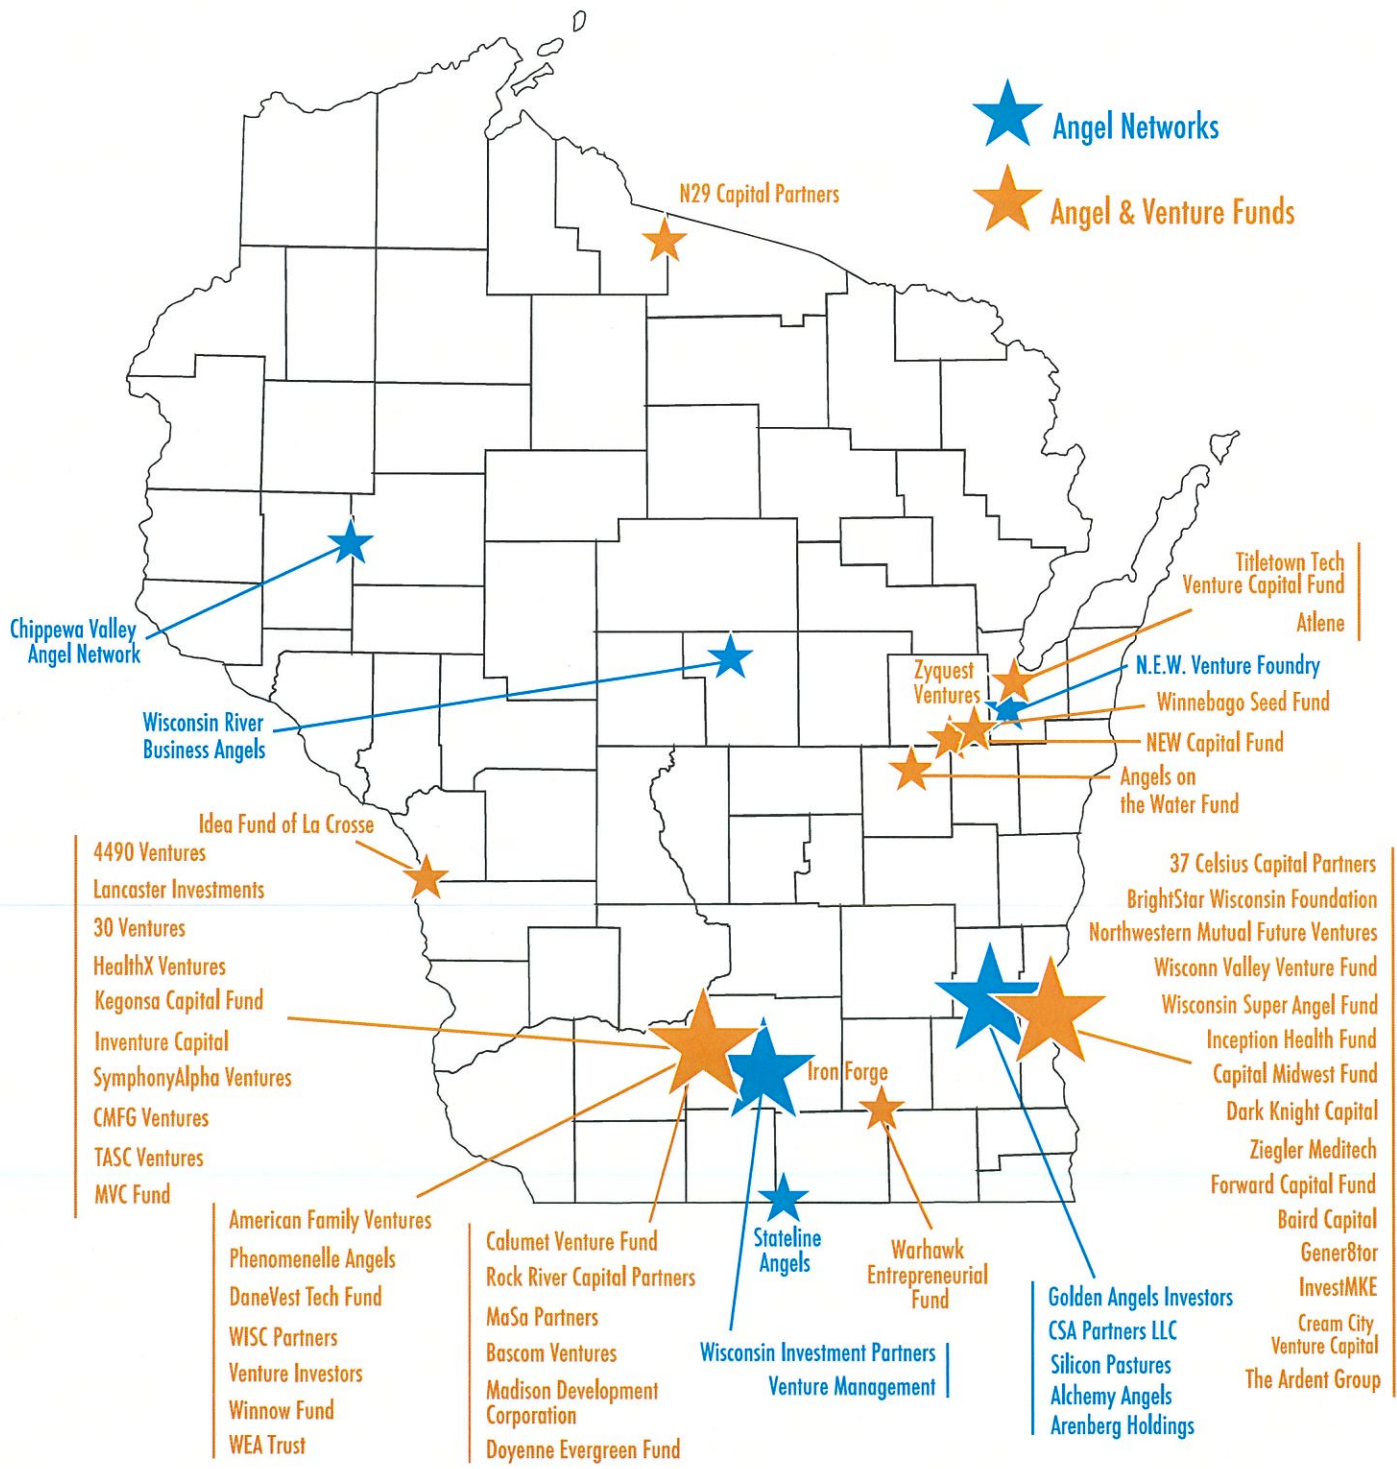 Angel Networks
Angel & Venture Funds
N29 Capital Partners
Titletown Tech
Venture Capital Fund
Atlene
Chippewa Valley
Angel Network
N.E.W. Venture Foundry
Zyquest
Ventures
Winnebago Seed Fund
Wisconsin River
Business Angels
NEW Capital Fund
Angels on
the Water Fund
Idea Fund of La Crosse
4490 Ventures
Lancaster Investments
30 Ventures
HealthX Ventures
Kegonsa Capital Fund
Inventure Capital
SymphonyAlpha Ventures
CMFG Ventures
TASC Ventures
MVC Fund
37 Celsius Capital Partners
BrightStar Wisconsin Foundation
Northwestern Mutual Future Ventures
Wisconn Valley Venture Fund
Wisconsin Super Angel Fund
Inception Health Fund
Capital Midwest Fund
Dark Knight Capital
Ziegler Meditech
Forward Capital Fund
Baird Capital
Gener8tor
InvestMKE
Cream City
Venture Capital
The Ardent Group
Iron Forge
American Family Ventures
Phenomenelle Angels
DaneVest Tech Fund
WISC Partners
Venture Investors
Winnow Fund
WEA Trust
Calumet Venture Fund
Rock River Capital Partners
MaSa Partners
Bascom Ventures
Madison Development
Corporation
Doyenne Evergreen Fund
Stateline
Angels
Warhawk
Entrepreneurial
Fund
Wisconsin Investment Partners
Venture Management
Golden Angels Investors
CSA Partners LLC
Silicon Pastures
Alchemy Angels
Arenberg Holdings